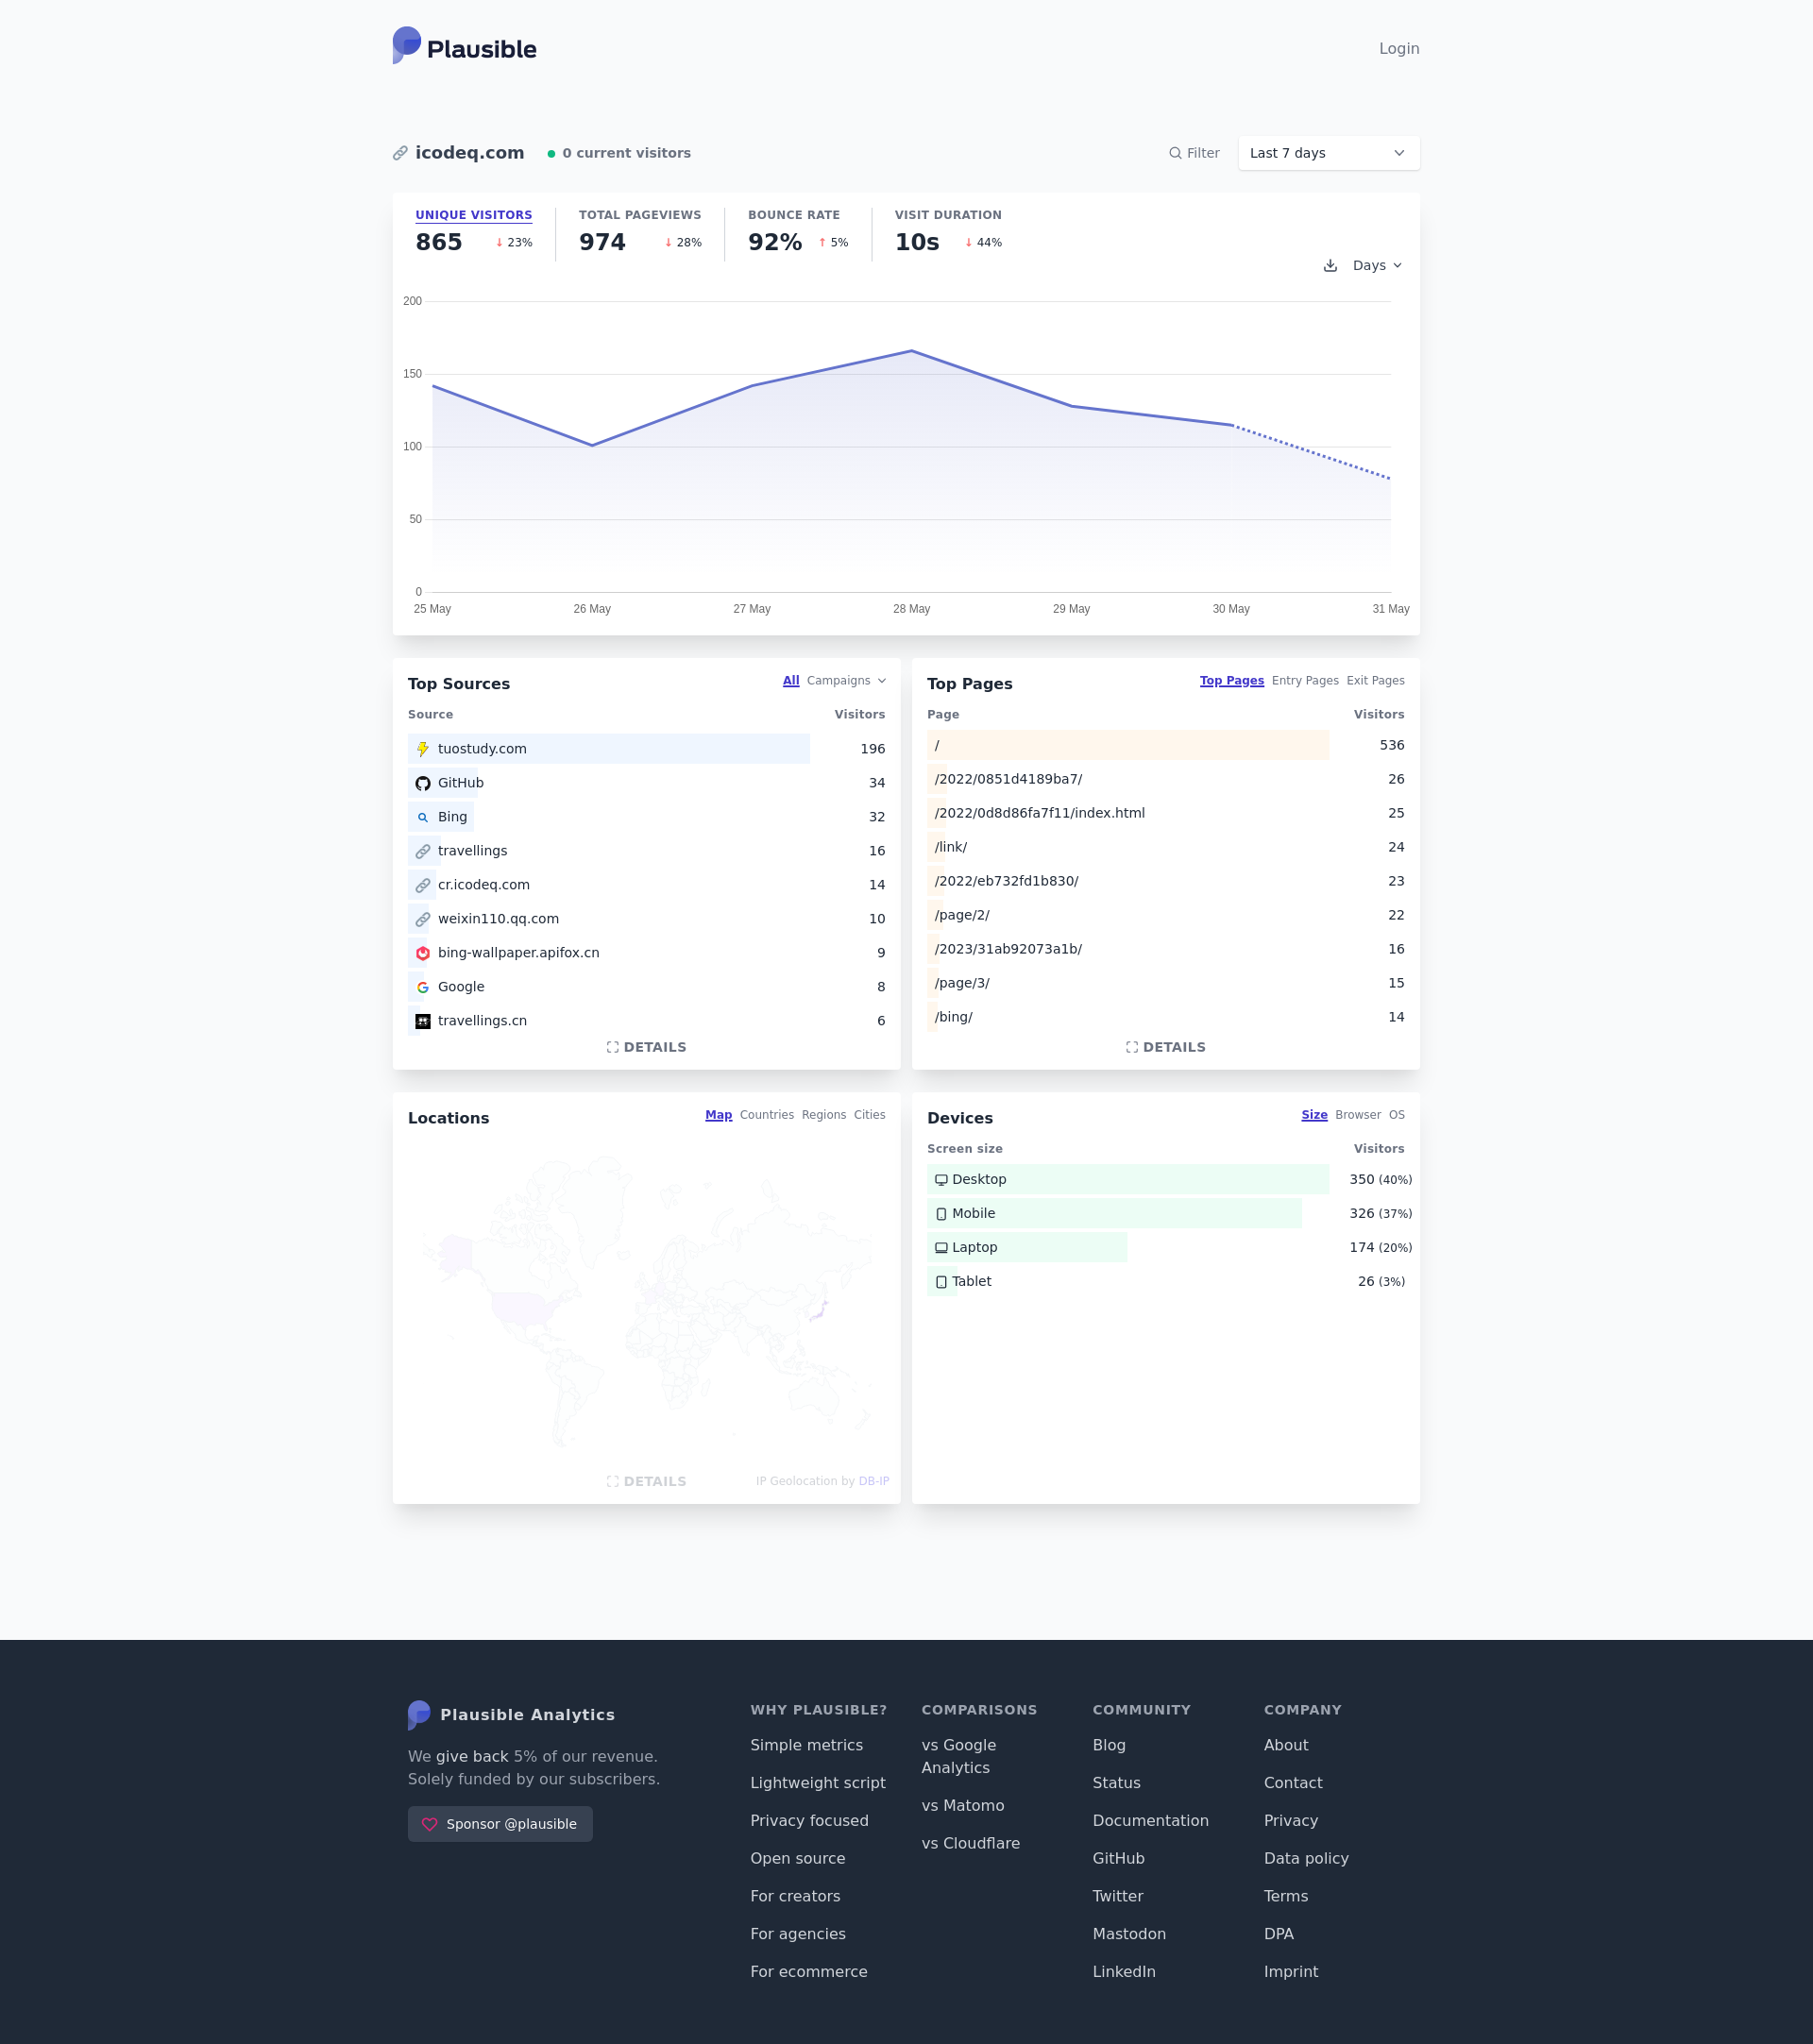 Plausible
Login
icodeq.com
0 current visitors
Filter
Last 7 days
UNIQUE VISITORS
865
↓ 23%
TOTAL PAGEVIEWS
974
↓ 28%
BOUNCE RATE
92%
↑ 5%
VISIT DURATION
10s
↓ 44%
Days
200
150
100
50
0
25 May
26 May
27 May
28 May
29 May
30 May
31 May
Top Sources
All
Campaigns
Source
Visitors
tuostudy.com
196
GitHub
34
Bing
32
travellings
16
cr.icodeq.com
14
weixin110.qq.com
10
bing-wallpaper.apifox.cn
9
Google
8
travellings.cn
6
DETAILS
Top Pages
Top Pages
Entry Pages
Exit Pages
Page
Visitors
/
536
/2022/0851d4189ba7/
26
/2022/0d8d86fa7f11/index.html
25
/link/
24
/2022/eb732fd1b830/
23
/page/2/
22
/2023/31ab92073a1b/
16
/page/3/
15
/bing/
14
DETAILS
Locations
Map
Countries
Regions
Cities
DETAILS
IP Geolocation by DB-IP
Devices
Size
Browser
OS
Screen size
Visitors
Desktop
350 (40%)
Mobile
326 (37%)
Laptop
174 (20%)
Tablet
26 (3%)
Plausible Analytics
We give back 5% of our revenue.
Solely funded by our subscribers.
Sponsor @plausible
WHY PLAUSIBLE?
Simple metrics
Lightweight script
Privacy focused
Open source
For creators
For agencies
For ecommerce
COMPARISONS
vs Google
Analytics
vs Matomo
vs Cloudflare
COMMUNITY
Blog
Status
Documentation
GitHub
Twitter
Mastodon
LinkedIn
COMPANY
About
Contact
Privacy
Data policy
Terms
DPA
Imprint